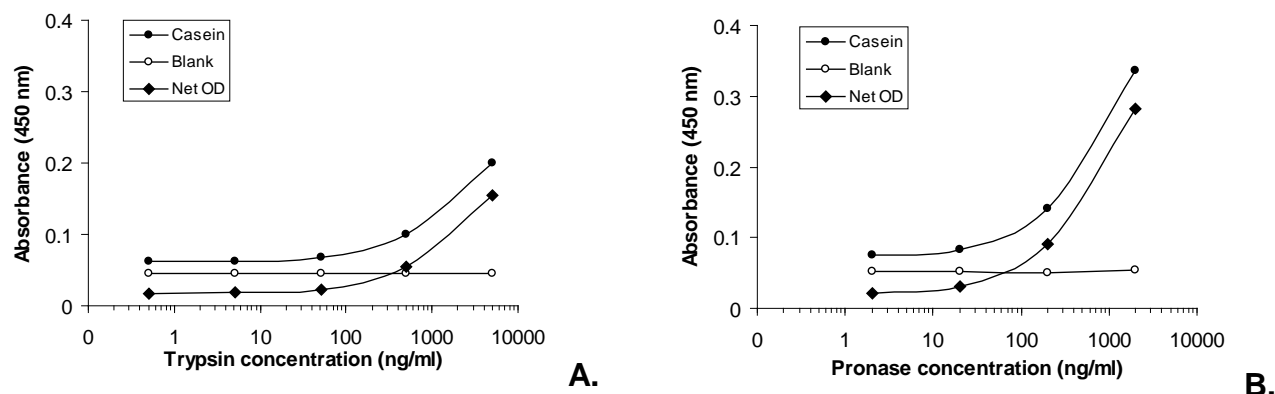 0.4
0.3
0.2
0.1
0
Absorbance (450 nm)
Casein
Blank
Net OD
0 1 10 100 1000 10000
Trypsin concentration (ng/ml)
A.
0.4
0.3
0.2
0.1
0
Absorbance (450 nm)
Casein
Blank
Net OD
0 1 10 100 1000 10000
Pronase concentration (ng/ml)
B.